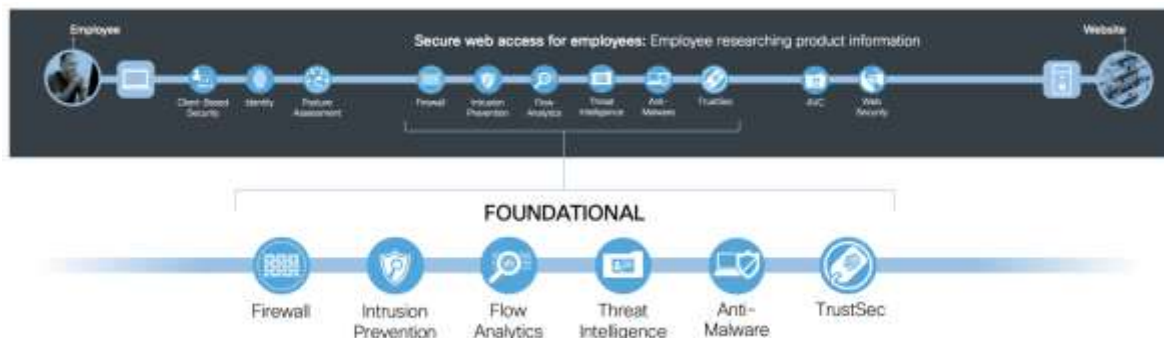 Employee
Website
Secure web access for employees: Employee researching product information
Client-Based
Security
Identity
Posture
Assessment
Firewall
Intrusion
Prevention
Flow
Analytics
Threat
Intelligence
Anti-
Malware
TrustSec
AVC
Web
Security
FOUNDATIONAL
Firewall
Intrusion
Prevention
Flow
Analytics
Threat
Intelligence
Anti-
Malware
TrustSec